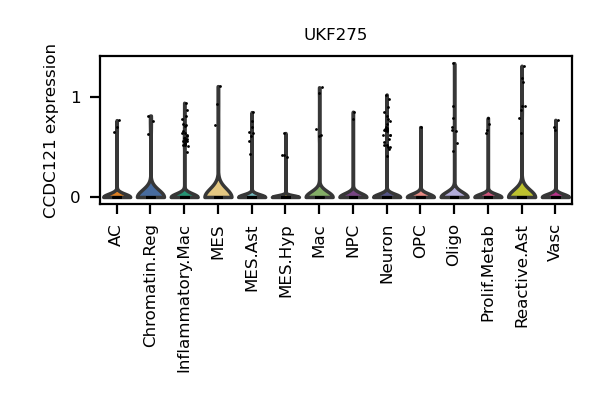 UKF275
CCDC121 expression
1
0
AC
Chromatin.Reg
Inflammatory.Mac
MES
MES.Ast
MES.Hyp
Mac
NPC
Neuron
OPC
Oligo
Prolif.Metab
Reactive.Ast
Vasc